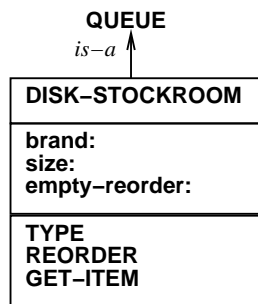 QUEUE
is–a
DISK–STOCKROOM
brand:
size:
empty–reorder:
TYPE
REORDER
GET–ITEM